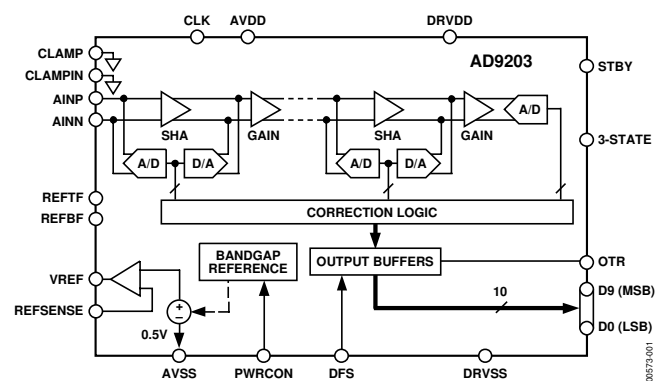 CLK AVDD DRVDD
CLAMP
CLAMPIN
AINP
AINN
REFTF
REFBF
VREF
REFSENSE
AD9203
STBY
3-STATE
OTR
D9 (MSB)
D0 (LSB)
SHA GAIN SHA GAIN A/D
A/D D/A A/D D/A
CORRECTION LOGIC
BANDGAP
REFERENCE
OUTPUT BUFFERS
+
–
0.5V
10
AVSS PWRCON DFS DRVSS
00573-001